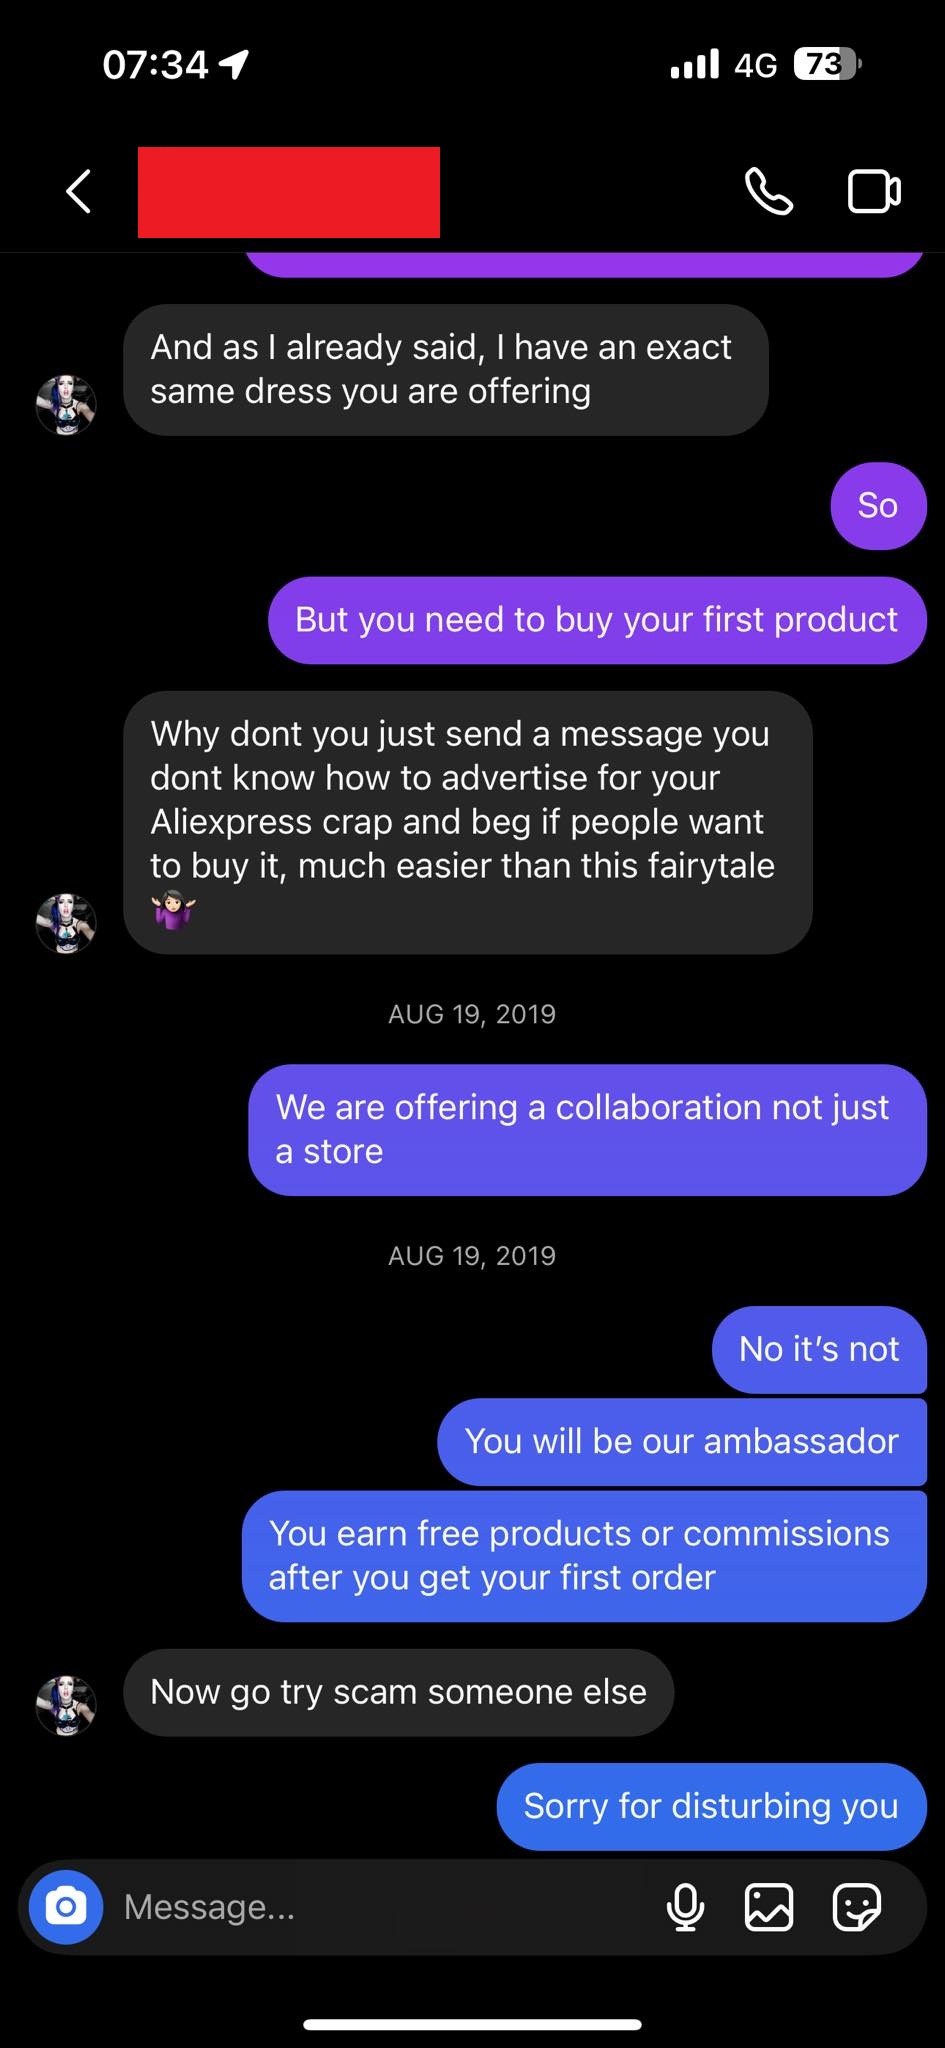 07:34
4G
73
And as I already said, I have an exact
same dress you are offering
So
But you need to buy your first product
Why dont you just send a message you
dont know how to advertise for your
Aliexpress crap and beg if people want
to buy it, much easier than this fairytale
🤷🏻‍♀️
AUG 19, 2019
We are offering a collaboration not just
a store
AUG 19, 2019
No it’s not
You will be our ambassador
You earn free products or commissions
after you get your first order
Now go try scam someone else
Sorry for disturbing you
Message...